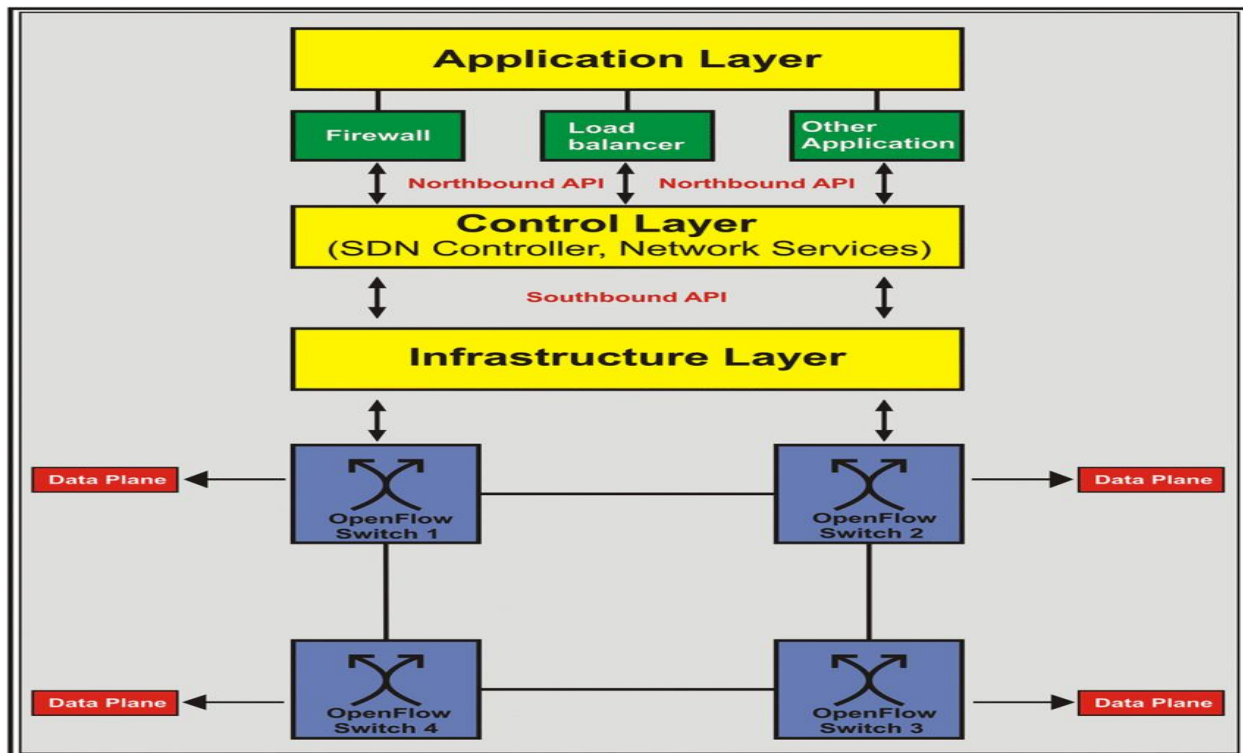 Application Layer
Firewall
Load
balancer
Other
Application
Northbound API
Northbound API
Control Layer
(SDN Controller, Network Services)
Southbound API
Infrastructure Layer
Data Plane
OpenFlow
Switch 1
OpenFlow
Switch 2
Data Plane
Data Plane
OpenFlow
Switch 4
OpenFlow
Switch 3
Data Plane